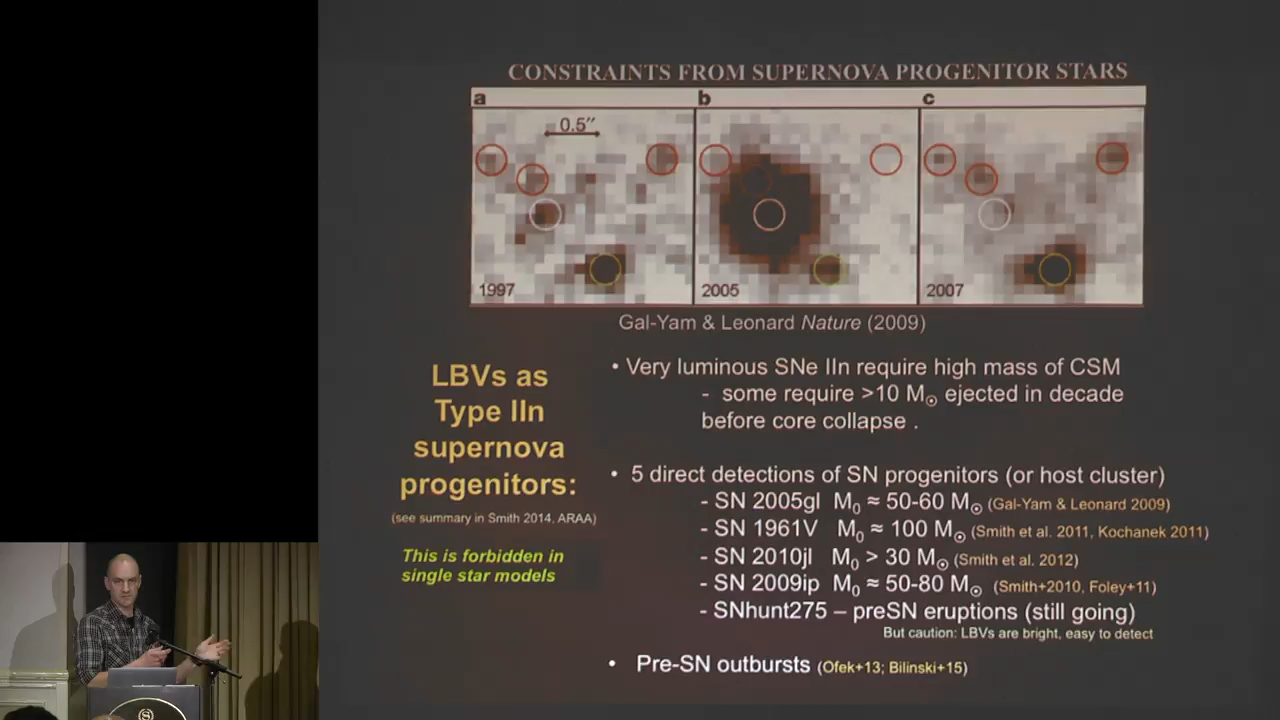 CONSTRAINTS FROM SUPERNOVA PROGENITOR STARS
a b c
0.5″
1997 2005 2007
Gal-Yam & Leonard Nature (2009)
LBVs as
Type IIn
supernova
progenitors:
(see summary in Smith 2014, ARAA)
This is forbidden in
single star models
• Very luminous SNe IIn require high mass of CSM
- some require >10 M☉ ejected in decade
before core collapse .
• 5 direct detections of SN progenitors (or host cluster)
- SN 2005gl M₀ ≈ 50-60 M☉ (Gal-Yam & Leonard 2009)
- SN 1961V M₀ ≈ 100 M☉ (Smith et al. 2011, Kochanek 2011)
- SN 2010jl M₀ > 30 M☉ (Smith et al. 2012)
- SN 2009ip M₀ ≈ 50-80 M☉ (Smith+2010, Foley+11)
- SNhunt275 – preSN eruptions (still going)
But caution: LBVs are bright, easy to detect
• Pre-SN outbursts (Ofek+13; Bilinski+15)